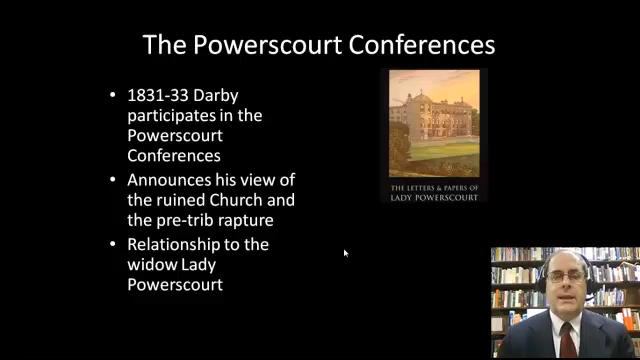 The Powerscourt Conferences
• 1831-33 Darby
participates in the
Powerscourt
Conferences
• Announces his view of
the ruined Church and
the pre-trib rapture
• Relationship to the
widow Lady
Powerscourt
THE LETTERS & PAPERS OF
LADY POWERSCOURT